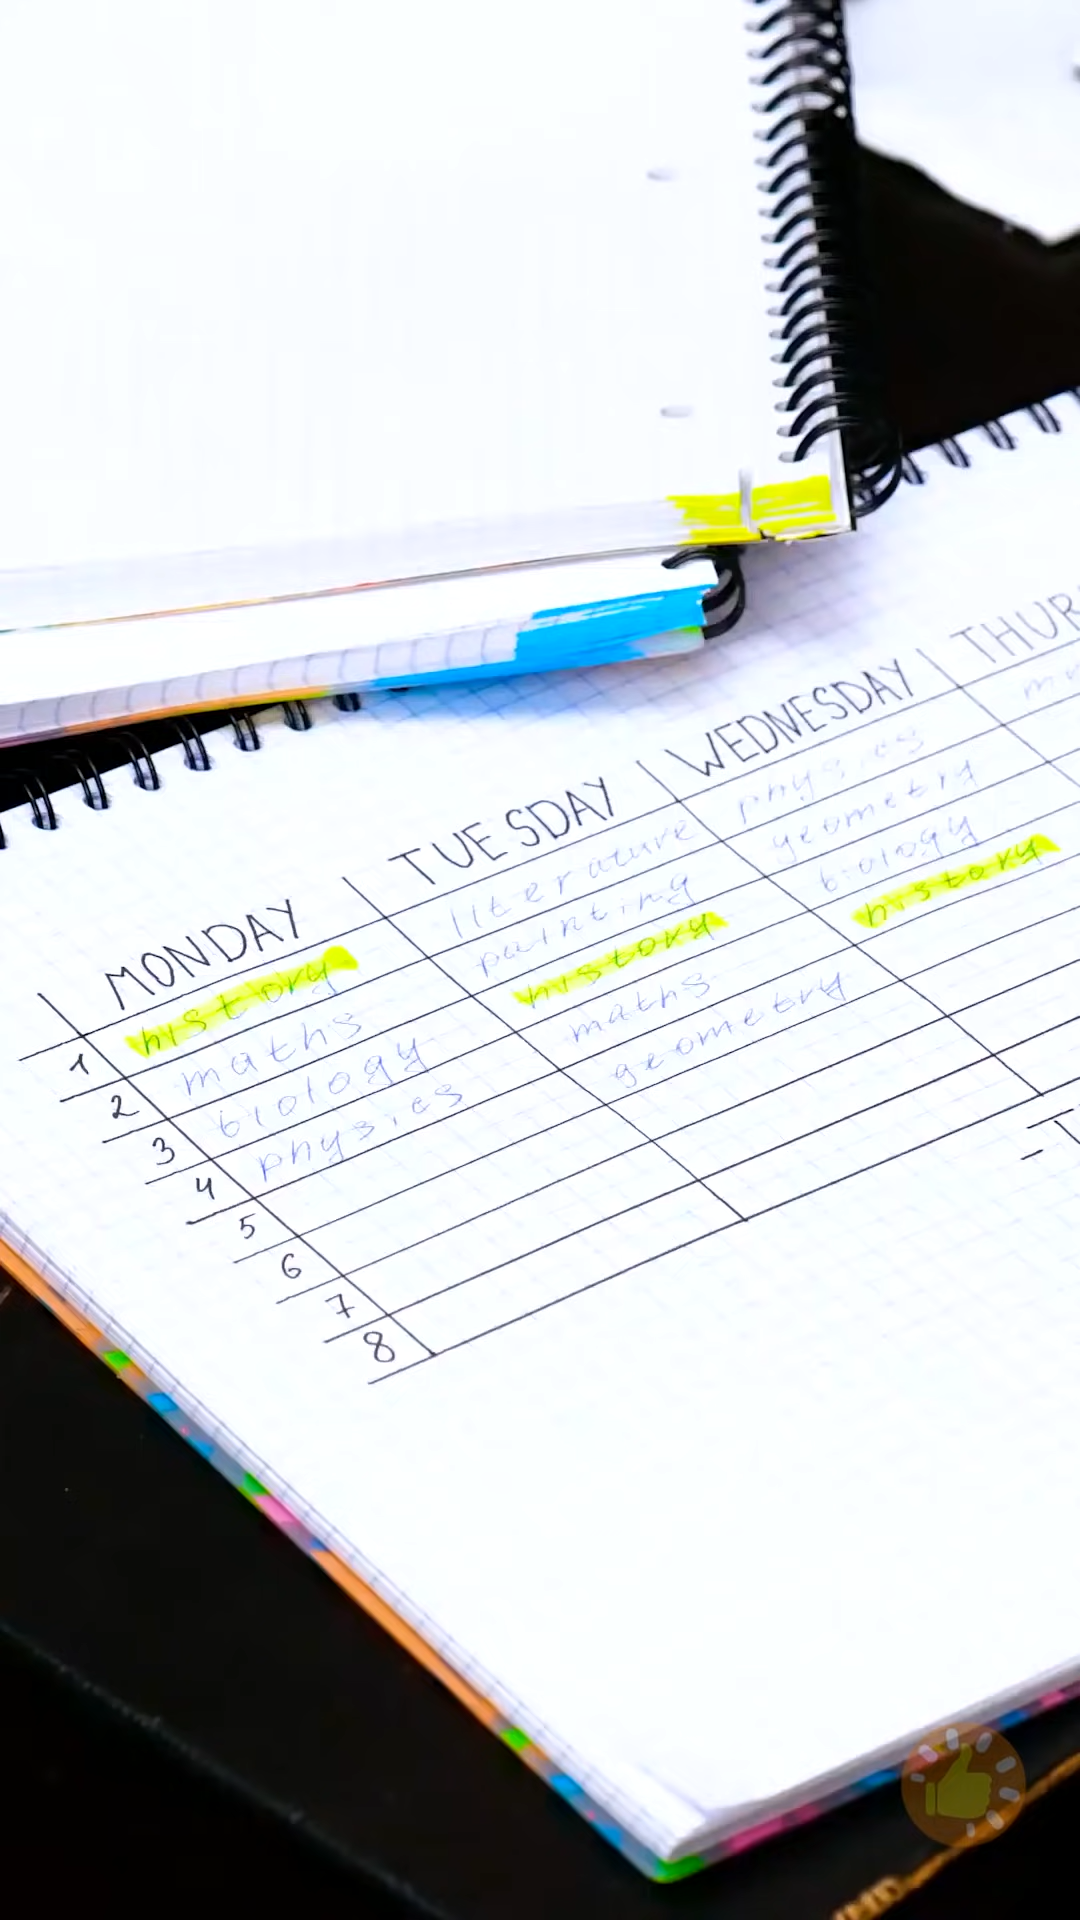 MONDAY TUESDAY WEDNESDAY
1 history literature physics
2 maths painting geometry
3 biology history biology
4 physics maths history
5 geometry
6
7
8